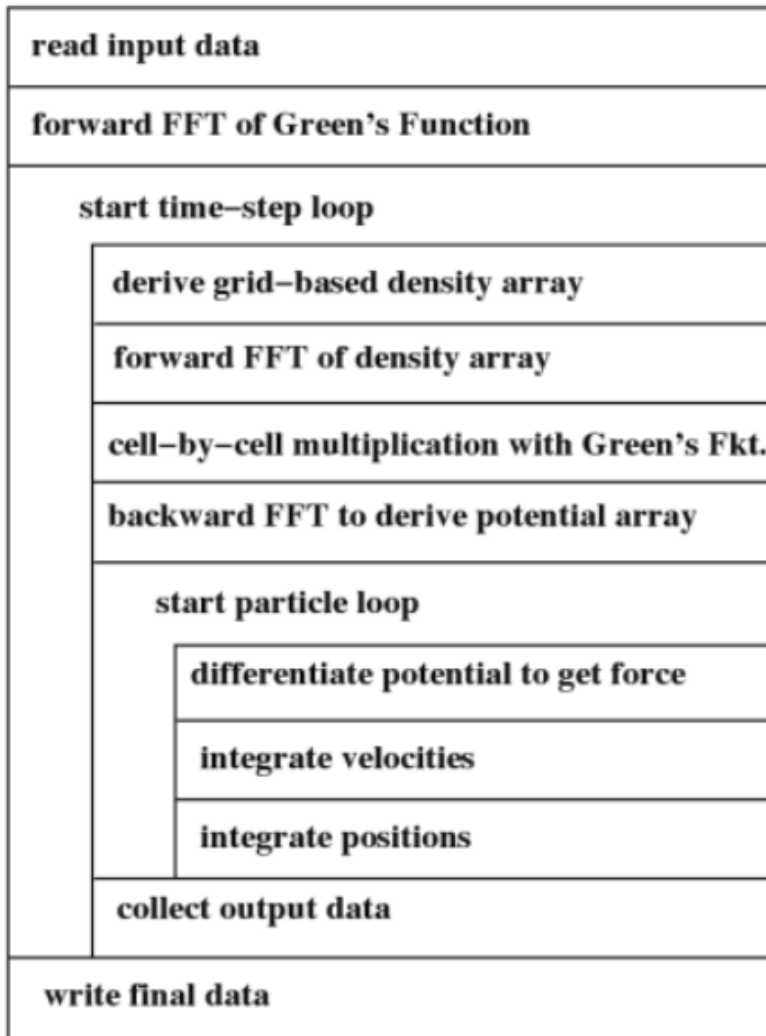 read input data
forward FFT of Green's Function
start time–step loop
derive grid–based density array
forward FFT of density array
cell–by–cell multiplication with Green's Fkt.
backward FFT to derive potential array
start particle loop
differentiate potential to get force
integrate velocities
integrate positions
collect output data
write final data